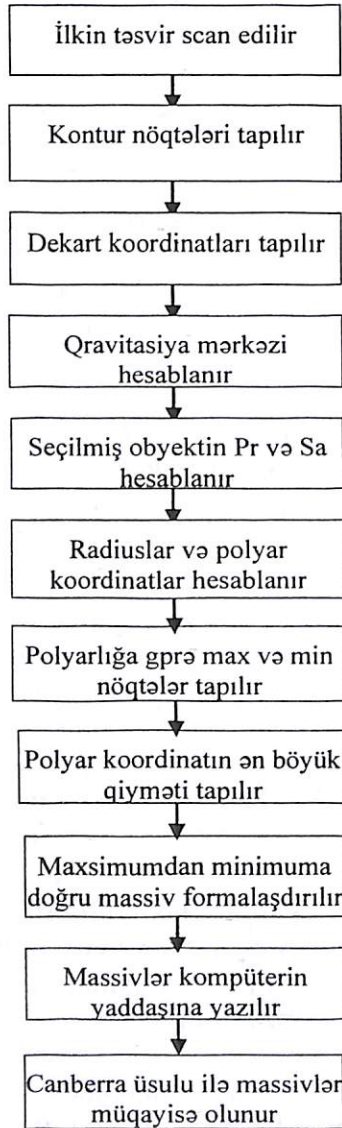 İlkin təsvir scan edilir
Kontur nöqtələri tapılır
Dekart koordinatları tapılır
Qravitasiya mərkəzi
hesablanır
Seçilmiş obyektin Pr və Sa
hesablanır
Radiuslar və polyar
koordinatlar hesablanır
Polyarlığa gprə max və min
nöqtələr tapılır
Polyar koordinatın ən böyük
qiyməti tapılır
Maxsimumdan minimuma
doğru massiv formalaşdırılır
Massivlər kompüterin
yaddaşına yazılır
Canberra üsulu ilə massivlər
müqayisə olunur